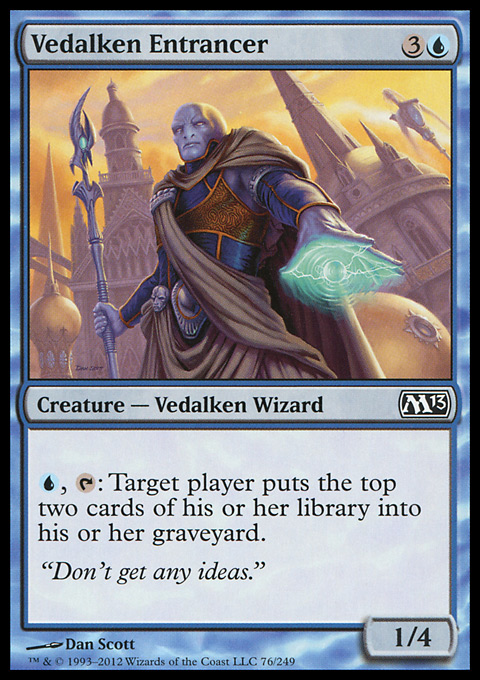 Vedalken Entrancer 3
Creature — Vedalken Wizard M13
: Target player puts the top
two cards of his or her library into
his or her graveyard.
“Don't get any ideas.”
1/4
Dan Scott
™ & © 1993–2012 Wizards of the Coast LLC 76/249